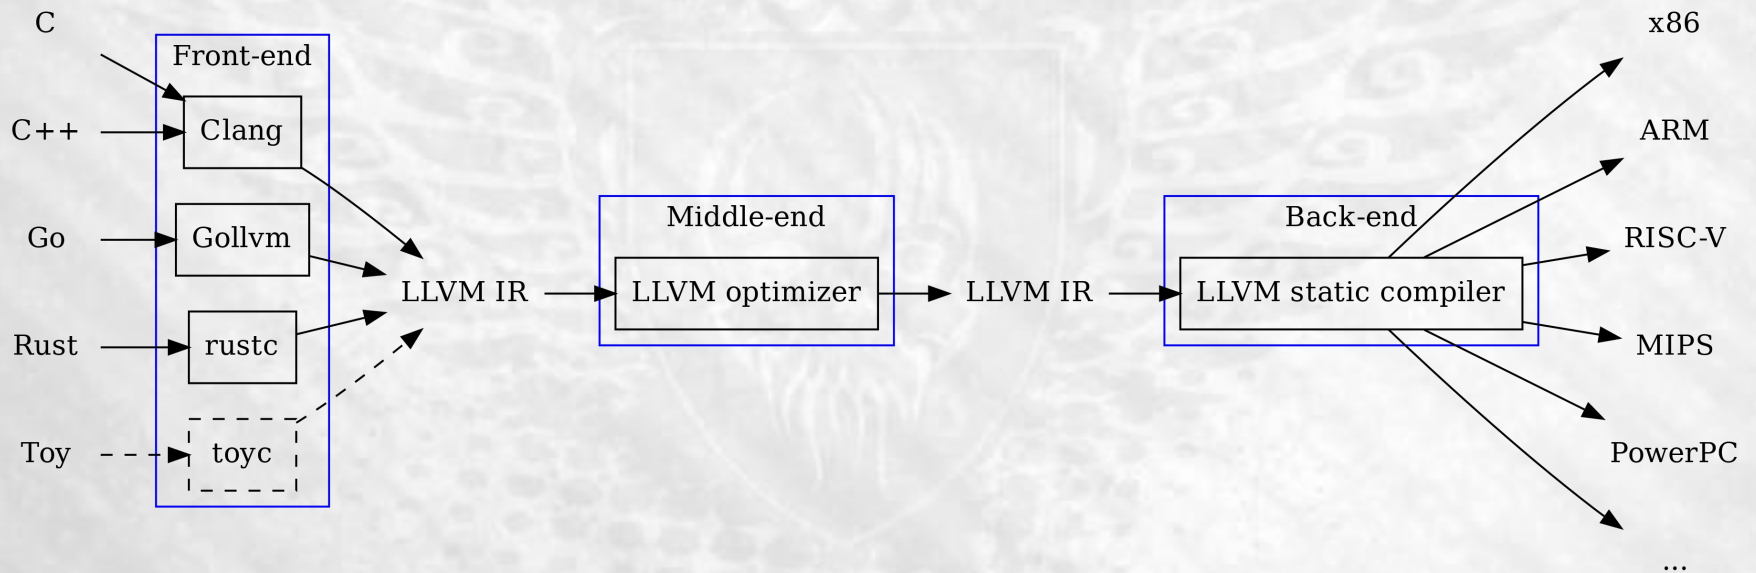 C
C++
Go
Rust
Toy
Front-end
Clang
Gollvm
rustc
toyc
LLVM IR
Middle-end
LLVM optimizer
LLVM IR
Back-end
LLVM static compiler
x86
ARM
RISC-V
MIPS
PowerPC
...